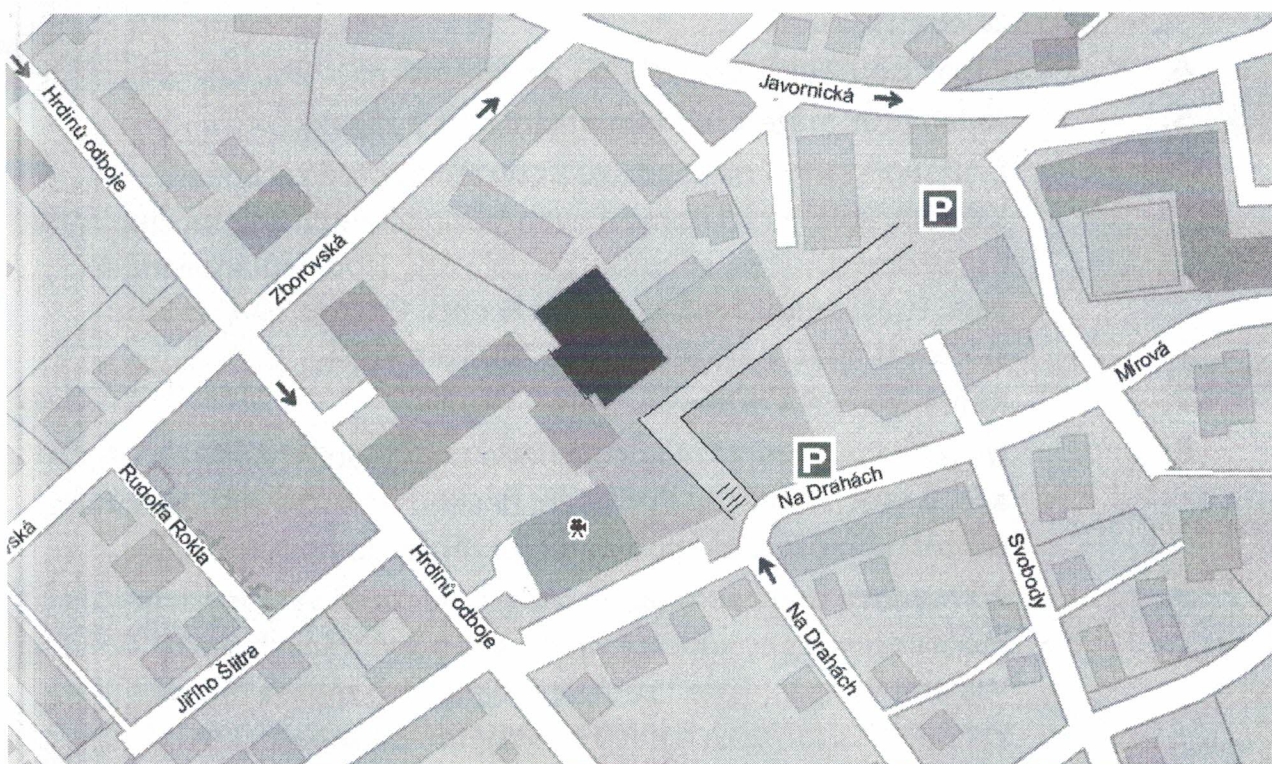 Javornická
Hrdinů odboje
P
Zborovská
Mírová
P
Na Drahách
Rudolfa Rokla
vská
Svobody
Hrdinů odboje
Na Drahách
Jiřího Šlitra